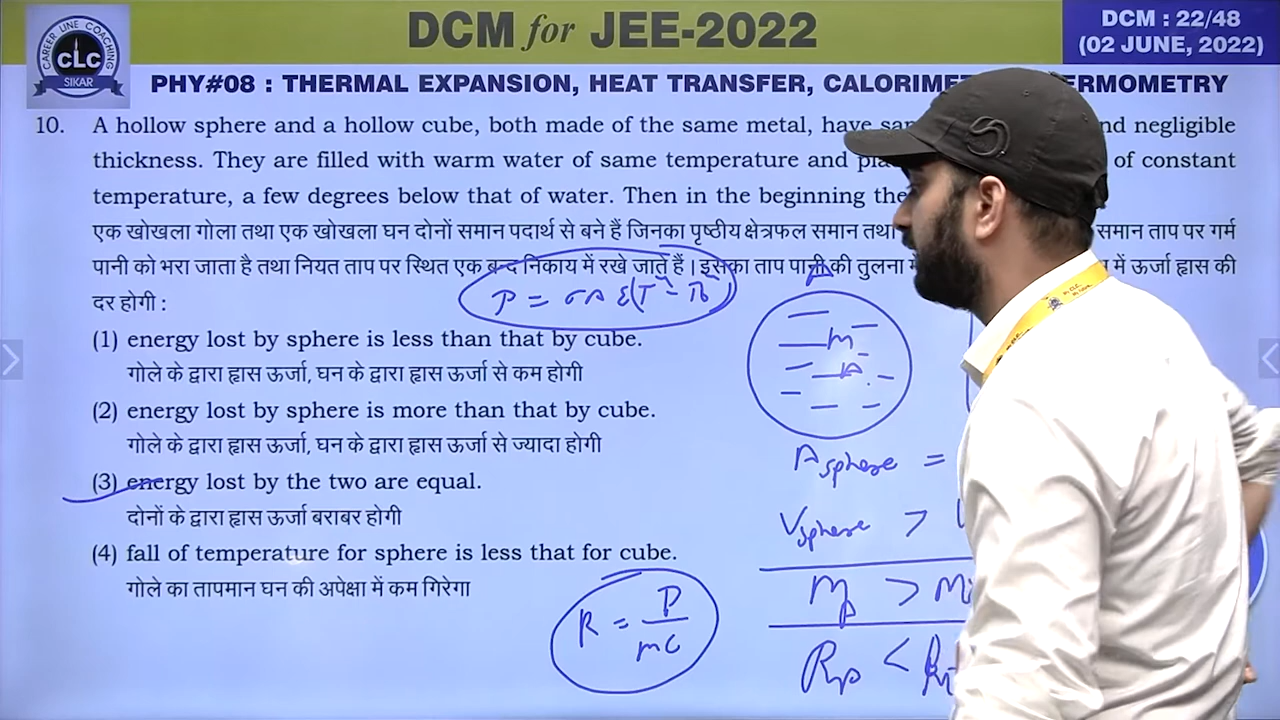 DCM for JEE-2022
DCM : 22/48
(02 JUNE, 2022)
CAREER LINE COACHING
CLC
SIKAR
PHY#08 : THERMAL EXPANSION, HEAT TRANSFER,
10. A hollow sphere and a hollow cube, both made of the same metal, have negligible
thickness. They are filled with warm water of same temperature and of constant
temperature, a few degrees below that of water. Then in the beginning the
एक खोखला गोला तथा एक खोखला घन दोनों समान पदार्थ से बने हैं जिनका पृष्ठीय क्षेत्रफल समान तथा समान ताप पर गर्म
पानी को भरा जाता है तथा नियत ताप पर स्थित एक बन्द निकाय में रखे जाते हैं। इसका ताप पानी की तुलना में ऊर्जा ह्रास की
दर होगी :
P = σAε(T⁴ - T₀⁴)
(1) energy lost by sphere is less than that by cube.
गोले के द्वारा ह्रास ऊर्जा, घन के द्वारा ह्रास ऊर्जा से कम होगी
(2) energy lost by sphere is more than that by cube.
गोले के द्वारा ह्रास ऊर्जा, घन के द्वारा ह्रास ऊर्जा से ज्यादा होगी
(3) energy lost by the two are equal.
दोनों के द्वारा ह्रास ऊर्जा बराबर होगी
(4) fall of temperature for sphere is less that for cube.
गोले का तापमान घन की अपेक्षा में कम गिरेगा
m
A sphere =
V sphere >
R = P/mC